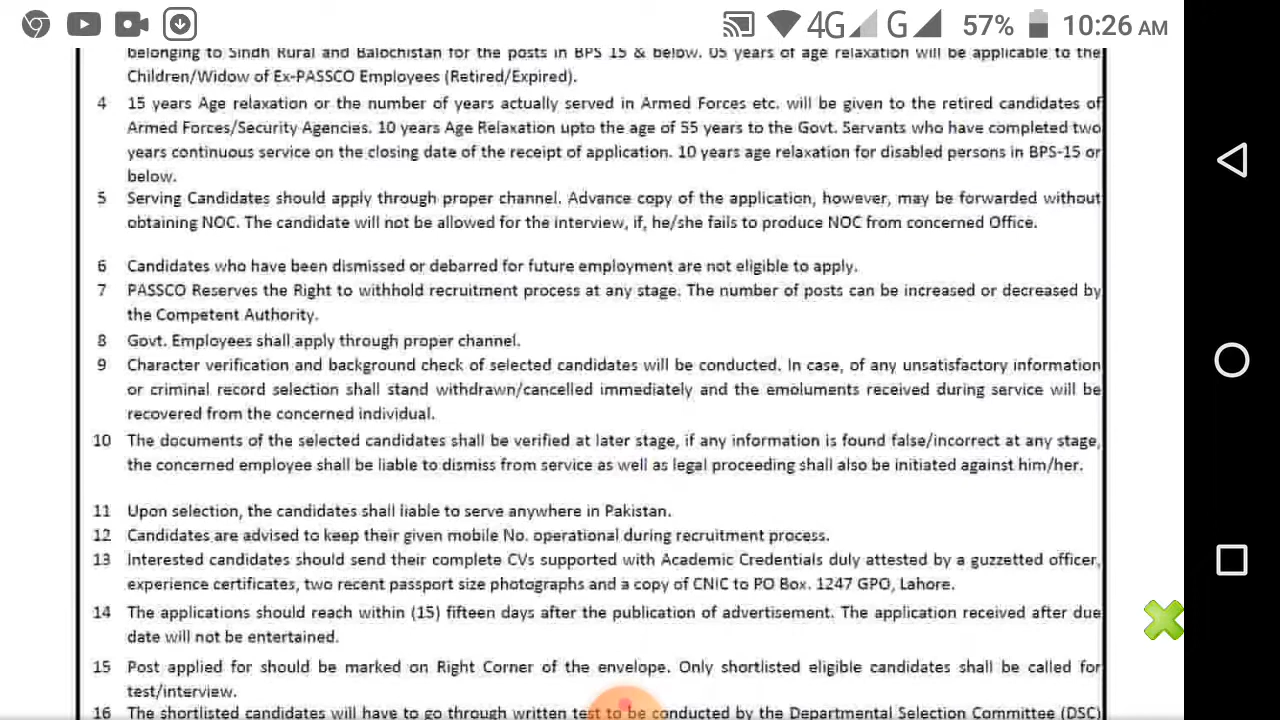 4G G 57% 10:26 AM
belonging to Sindh Rural and Balochistan for the posts in BPS 15 & below. 05 years of age relaxation will be applicable to the
Children/Widow of Ex-PASSCO Employees (Retired/Expired).
4 15 years Age relaxation or the number of years actually served in Armed Forces etc. will be given to the retired candidates of
Armed Forces/Security Agencies. 10 years Age Relaxation upto the age of 55 years to the Govt. Servants who have completed two
years continuous service on the closing date of the receipt of application. 10 years age relaxation for disabled persons in BPS-15 or
below.
5 Serving Candidates should apply through proper channel. Advance copy of the application, however, may be forwarded without
obtaining NOC. The candidate will not be allowed for the interview, if, he/she fails to produce NOC from concerned Office.
6 Candidates who have been dismissed or debarred for future employment are not eligible to apply.
7 PASSCO Reserves the Right to withhold recruitment process at any stage. The number of posts can be increased or decreased by
the Competent Authority.
8 Govt. Employees shall apply through proper channel.
9 Character verification and background check of selected candidates will be conducted. In case, of any unsatisfactory information
or criminal record selection shall stand withdrawn/cancelled immediately and the emoluments received during service will be
recovered from the concerned individual.
10 The documents of the selected candidates shall be verified at later stage, if any information is found false/incorrect at any stage,
the concerned employee shall be liable to dismiss from service as well as legal proceeding shall also be initiated against him/her.
11 Upon selection, the candidates shall liable to serve anywhere in Pakistan.
12 Candidates are advised to keep their given mobile No. operational during recruitment process.
13 Interested candidates should send their complete CVs supported with Academic Credentials duly attested by a guzzetted officer,
experience certificates, two recent passport size photographs and a copy of CNIC to PO Box. 1247 GPO, Lahore.
14 The applications should reach within (15) fifteen days after the publication of advertisement. The application received after due
date will not be entertained.
15 Post applied for should be marked on Right Corner of the envelope. Only shortlisted eligible candidates shall be called for
test/interview.
16 The shortlisted candidates will have to go through written test to be conducted by the Departmental Selection Committee (DSC)